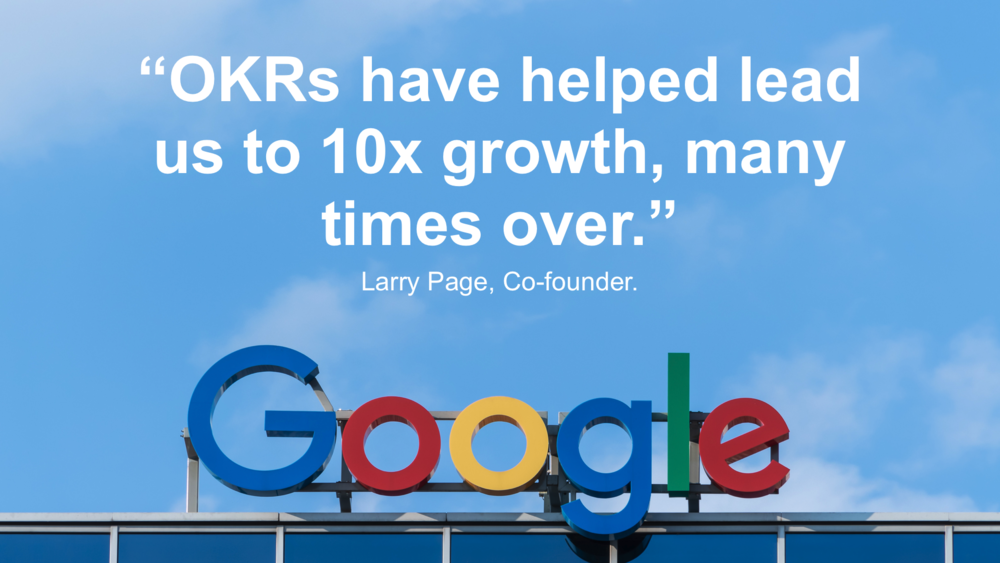 “OKRs have helped lead
us to 10x growth, many
times over.”
Larry Page, Co-founder.
Google